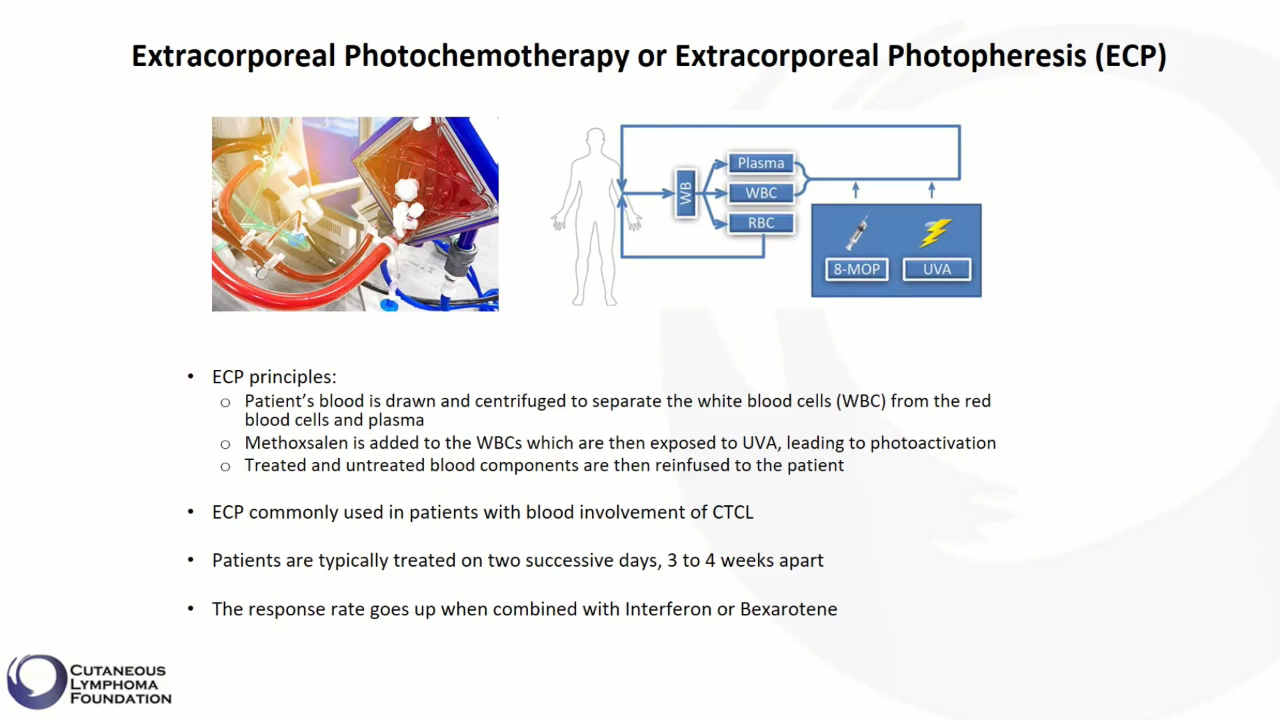 Extracorporeal Photochemotherapy or Extracorporeal Photopheresis (ECP)
WB
Plasma
WBC
RBC
8-MOP
UVA
• ECP principles:
o Patient’s blood is drawn and centrifuged to separate the white blood cells (WBC) from the red
blood cells and plasma
o Methoxsalen is added to the WBCs which are then exposed to UVA, leading to photoactivation
o Treated and untreated blood components are then reinfused to the patient
• ECP commonly used in patients with blood involvement of CTCL
• Patients are typically treated on two successive days, 3 to 4 weeks apart
• The response rate goes up when combined with Interferon or Bexarotene
CUTANEOUS
LYMPHOMA
FOUNDATION